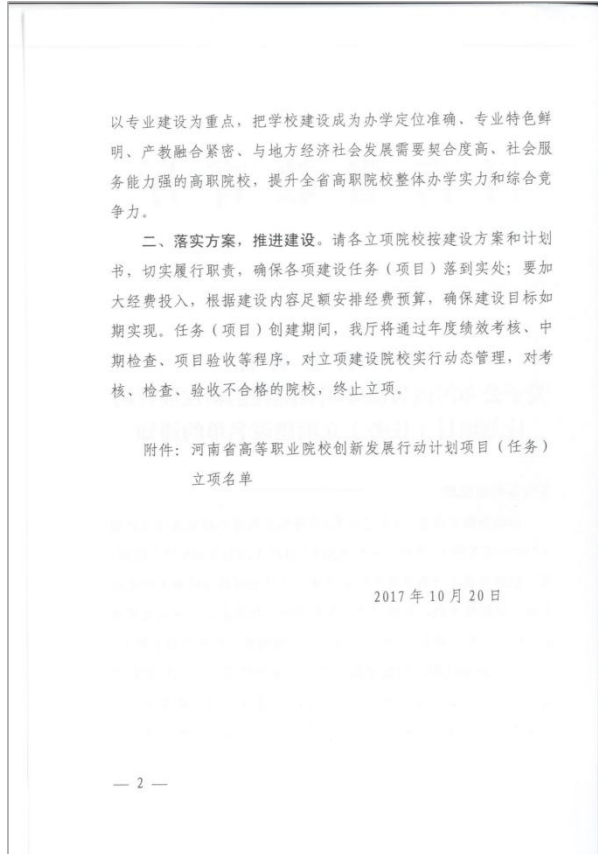 以专业建设为重点，把学校建设成为办学定位准确、专业特色鲜
明、产教融合紧密、与地方经济社会发展需要契合度高、社会服
务能力强的高职院校，提升全省高职院校整体办学实力和综合竞
争力。
二、落实方案，推进建设。请各立项院校按建设方案和计划
书，切实履行职责，确保各项建设任务（项目）落到实处；要加
大经费投入，根据建设内容足额安排经费预算，确保建设目标如
期实现。任务（项目）创建期间，我厅将通过年度绩效考核、中
期检查、项目验收等程序，对立项建设院校实行动态管理，对考
核、检查、验收不合格的院校，终止立项。
附件：河南省高等职业院校创新发展行动计划项目（任务）
立项名单
2017 年 10 月 20 日
— 2 —